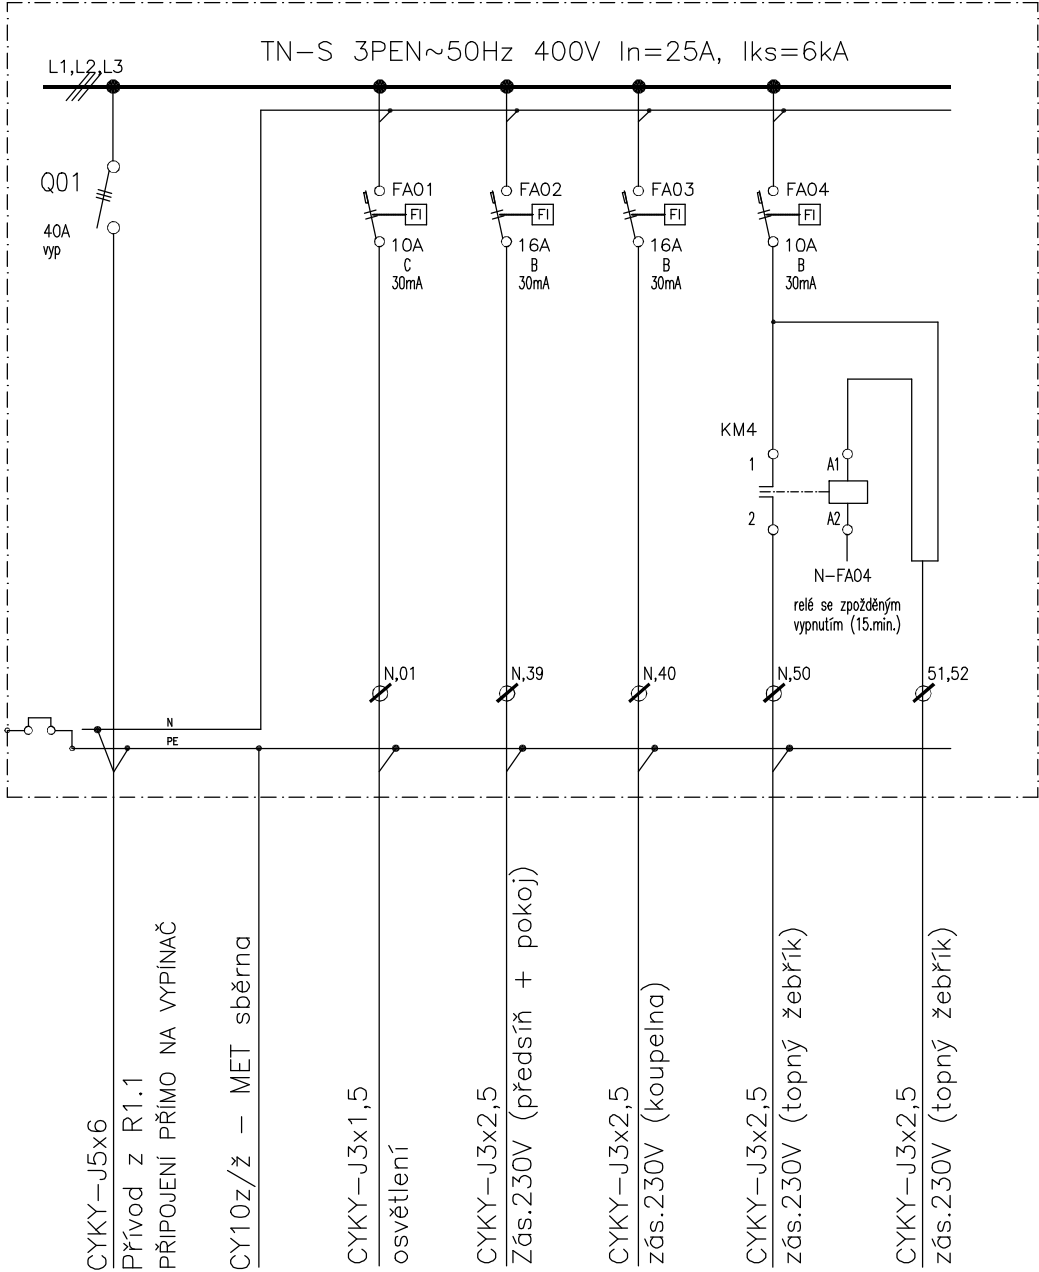 TN-S 3PEN~50Hz 400V In=25A, Iks=6kA
L1,L2,L3
Q01
40A
vyp
FA01
FI
10A
C
30mA
FA02
FI
16A
B
30mA
FA03
FI
16A
B
30mA
FA04
FI
10A
B
30mA
KM4
1
2
A1
A2
N-FA04
relé se zpožděným
vypnutím (15.min.)
N,01
N,39
N,40
N,50
51,52
N
PE
CYKY-J5x6
Přívod z R1.1
PŘIPOJENÍ PŘÍMO NA VYPÍNAČ
CY10z/ž - MET sběrna
CYKY-J3x1,5
osvětlení
CYKY-J3x2,5
Zás.230V (předsíň + pokoj)
CYKY-J3x2,5
zás.230V (koupelna)
CYKY-J3x2,5
zás.230V (topný žebřík)
CYKY-J3x2,5
zás.230V (topný žebřík)